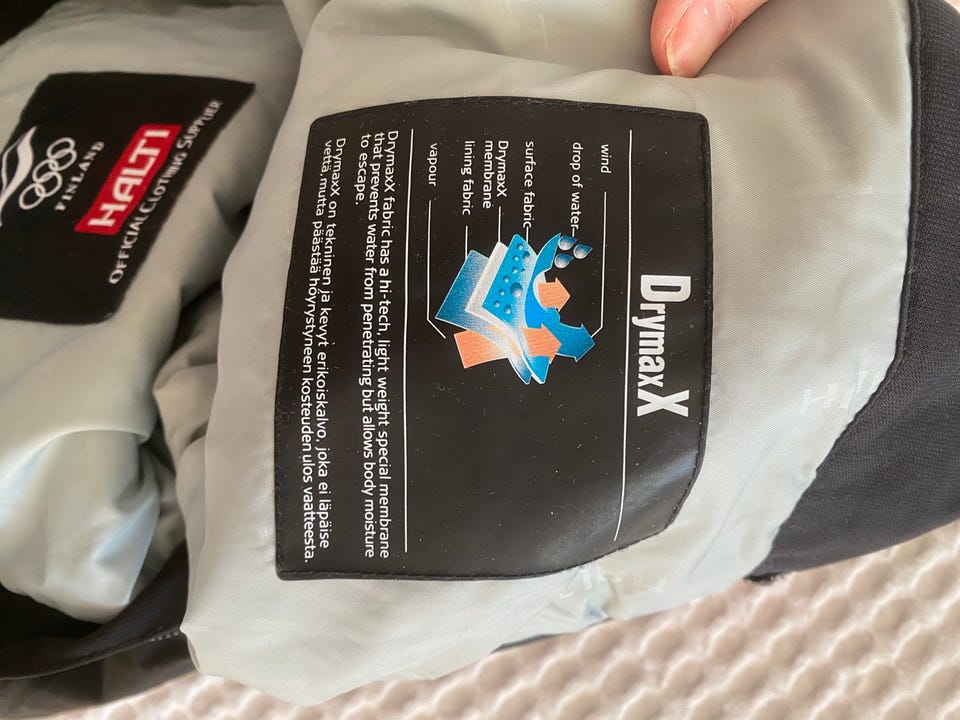 DrymaxX
wind
drop of water
surface fabric
DrymaxX
membrane
lining fabric
vapour
DrymaxX fabric has a hi-tech, light weight special membrane
that prevents water from penetrating but allows body moisture
to escape.
DrymaxX on tekninen ja kevyt erikoiskalvo, joka ei läpäise
vettä,mutta päästää höyrystyneen kosteuden ulos vaatteesta.
FINLAND
HALTI
OFFICIAL CLOTHING SUPPLIER